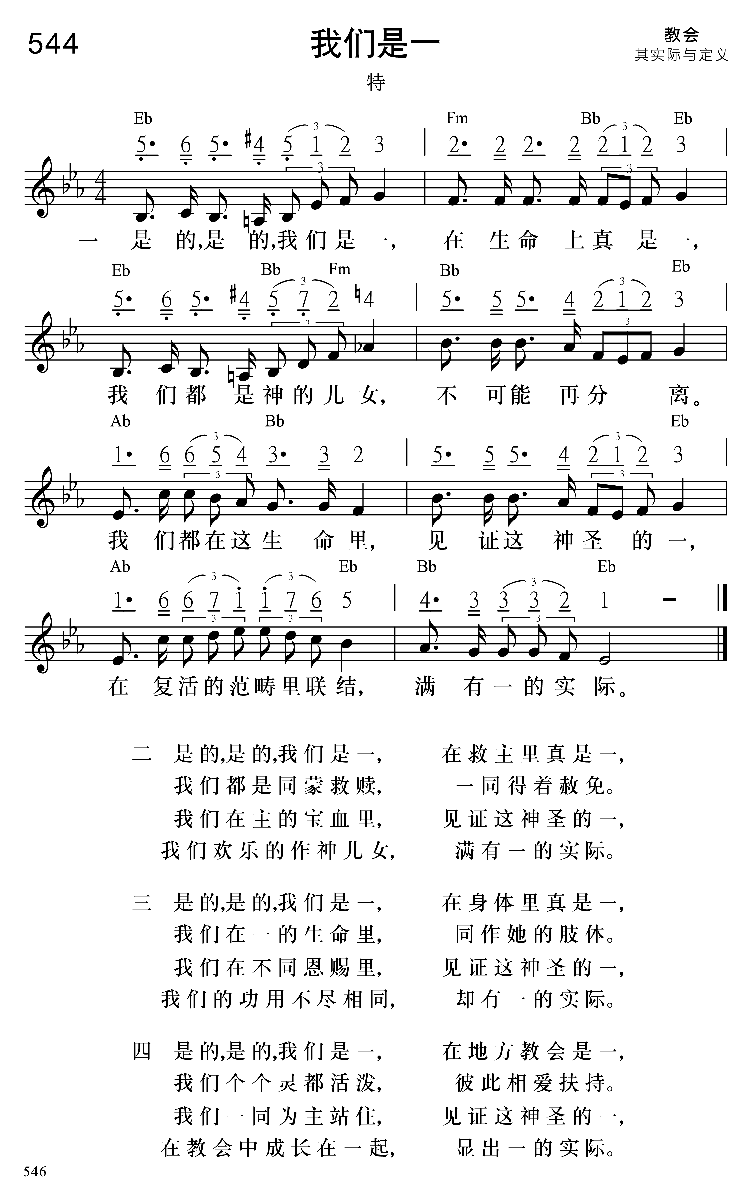 544
我们是一
教会
其实际与定义
特
Eb Fm Bb Eb
5• 6 5• #4 5 1 2 3 | 2• 2 2• 2 2 1 2 3 |
一 是的,是的,我们是一, 在生命上真是一,
Eb Bb Fm Bb Eb
5• 6 5• #4 5 7 2 ♮4 | 5• 5 5• 4 2 1 2 3 |
我们都是神的儿女, 不可能再分离。
Ab Bb Eb
1• 6 6 5 4 3• 3 2 | 5• 5 5• 4 2 1 2 3 |
我们都在这生命里, 见证这神圣的一,
Ab Eb Bb Eb
1• 6 6 7 1 1 7 6 5 | 4• 3 3 3 2 1 – ‖
在复活的范畴里联结, 满有一的实际。
二 是的,是的,我们是一, 在救主里真是一,
我们都是同蒙救赎, 一同得着赦免。
我们在主的宝血里, 见证这神圣的一,
我们欢乐的作神儿女, 满有一的实际。
三 是的,是的,我们是一, 在身体里真是一,
我们在一的生命里, 同作她的肢体。
我们在不同恩赐里, 见证这神圣的一,
我们的功用不尽相同, 却有一的实际。
四 是的,是的,我们是一, 在地方教会是一,
我们个个灵都活泼, 彼此相爱扶持。
我们一同为主站住, 见证这神圣的一,
在教会中成长在一起, 显出一的实际。
546